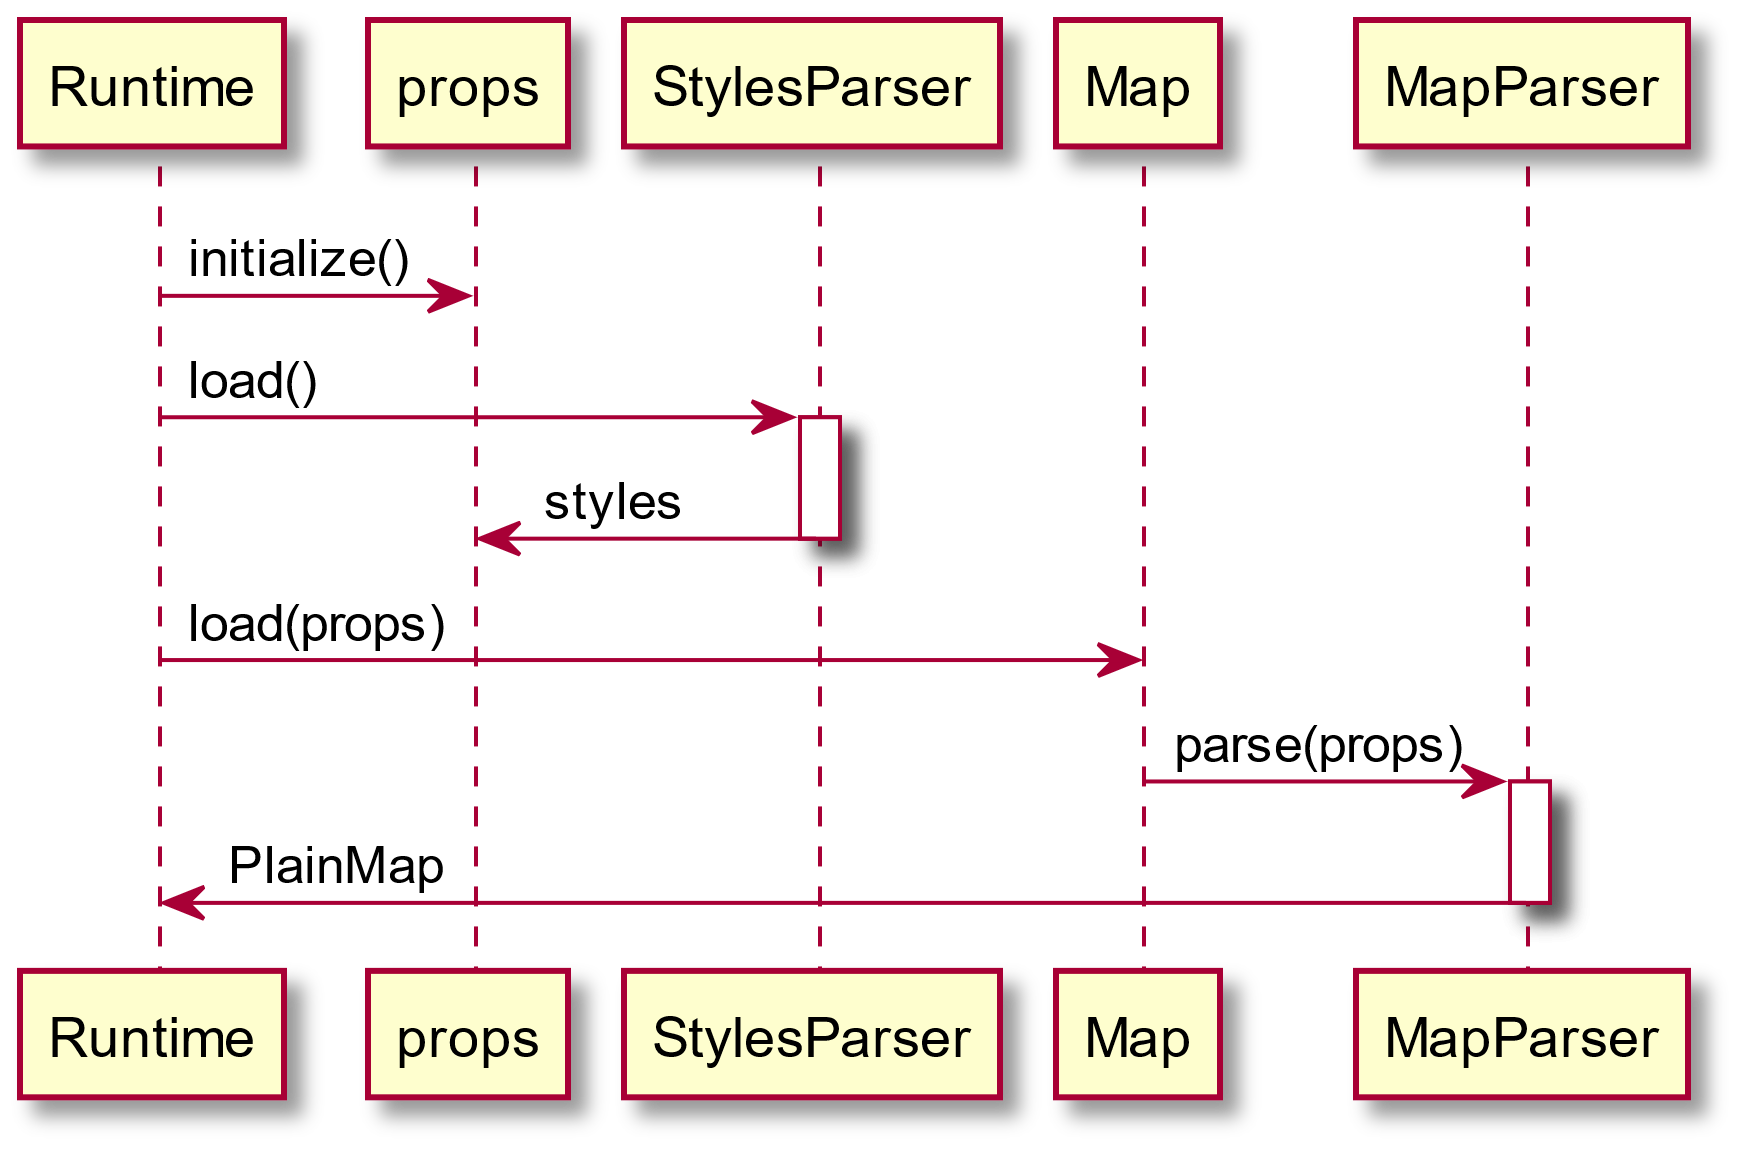 Runtime
props
StylesParser
Map
MapParser
initialize()
load()
styles
load(props)
parse(props)
PlainMap
Runtime
props
StylesParser
Map
MapParser